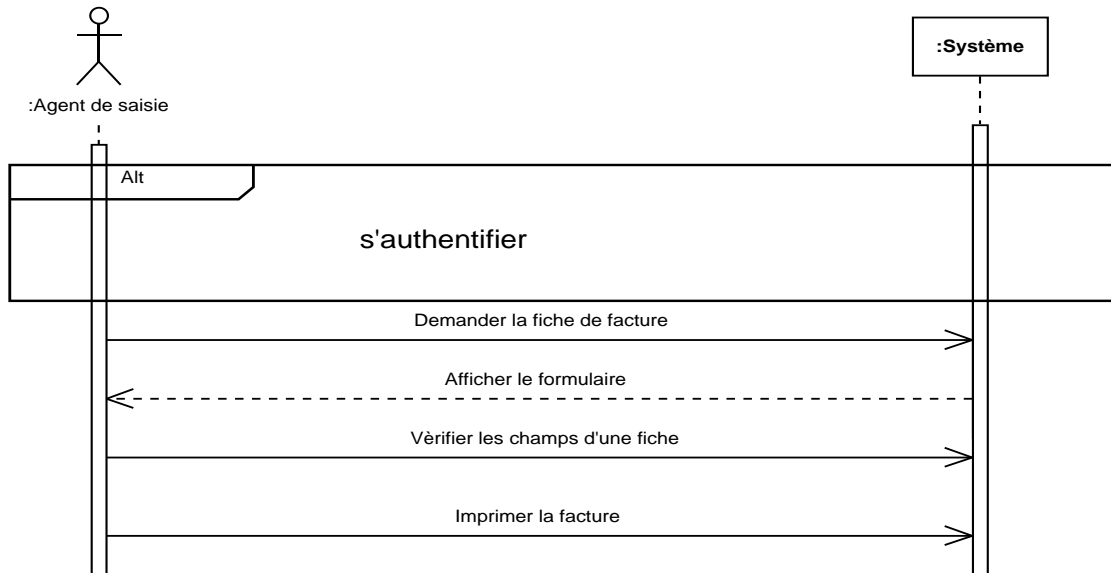 :Système
:Agent de saisie
Alt
s'authentifier
Demander la fiche de facture
Afficher le formulaire
Vèrifier les champs d'une fiche
Imprimer la facture